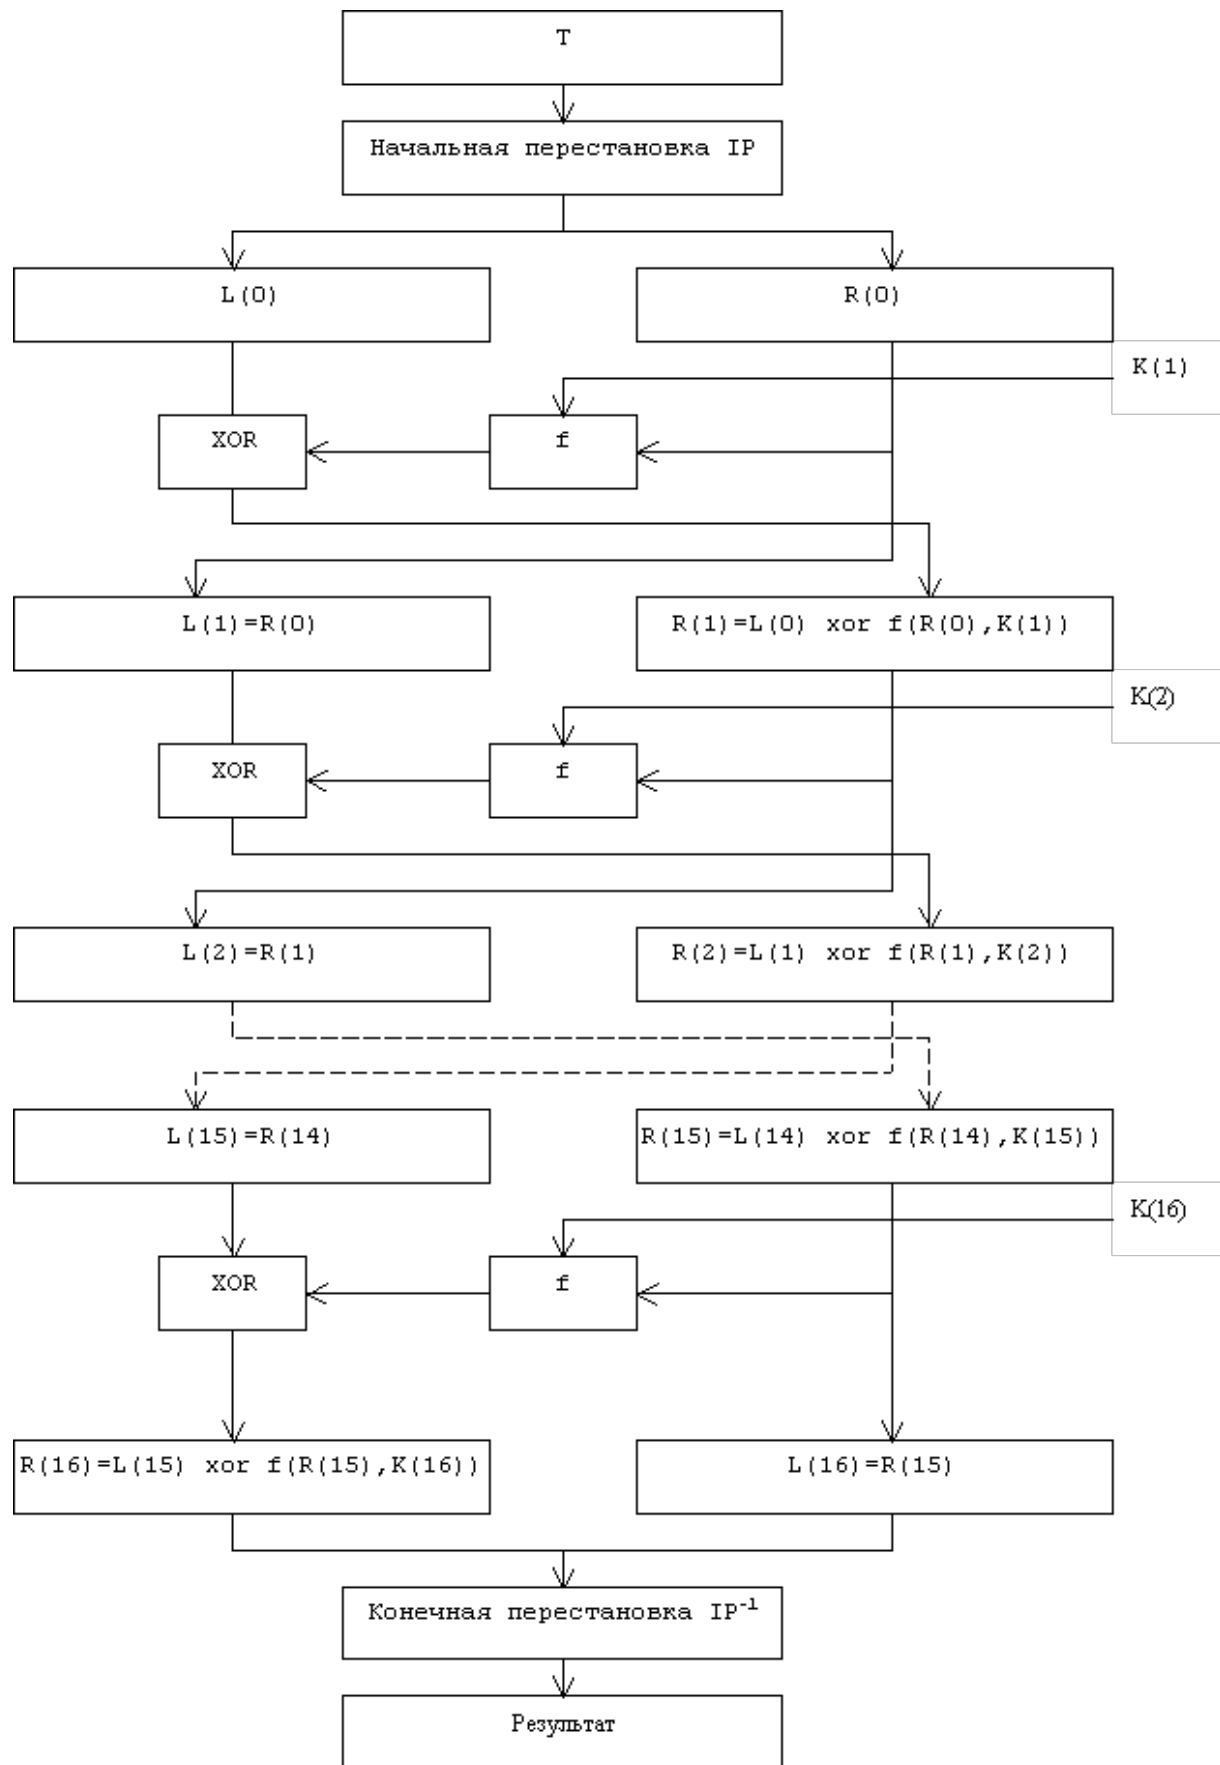 T
Начальная перестановка IP
L(0)
R(0)
K(1)
XOR
f
L(1)=R(0)
R(1)=L(0) xor f(R(0),K(1))
K(2)
XOR
f
L(2)=R(1)
R(2)=L(1) xor f(R(1),K(2))
L(15)=R(14)
R(15)=L(14) xor f(R(14),K(15))
K(16)
XOR
f
R(16)=L(15) xor f(R(15),K(16))
L(16)=R(15)
Конечная перестановка IP⁻¹
Результат